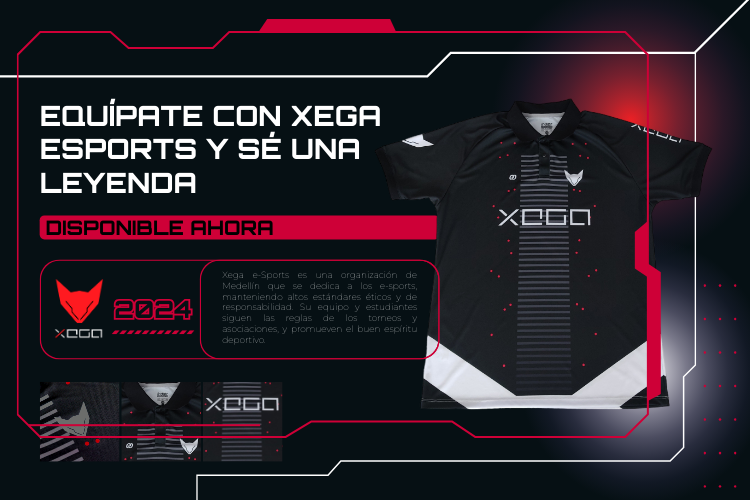 EQUÍPATE CON XEGA
ESPORTS Y SÉ UNA
LEYENDA
DISPONIBLE AHORA
2024
XEGA
Xega e-Sports es una organización de
Medellín que se dedica a los e-sports,
manteniendo altos estándares éticos y de
responsabilidad. Su equipo y estudiantes
siguen las reglas de los torneos y
asociaciones, y promueven el buen espíritu
deportivo.
XEGA
XEGA
XEGA